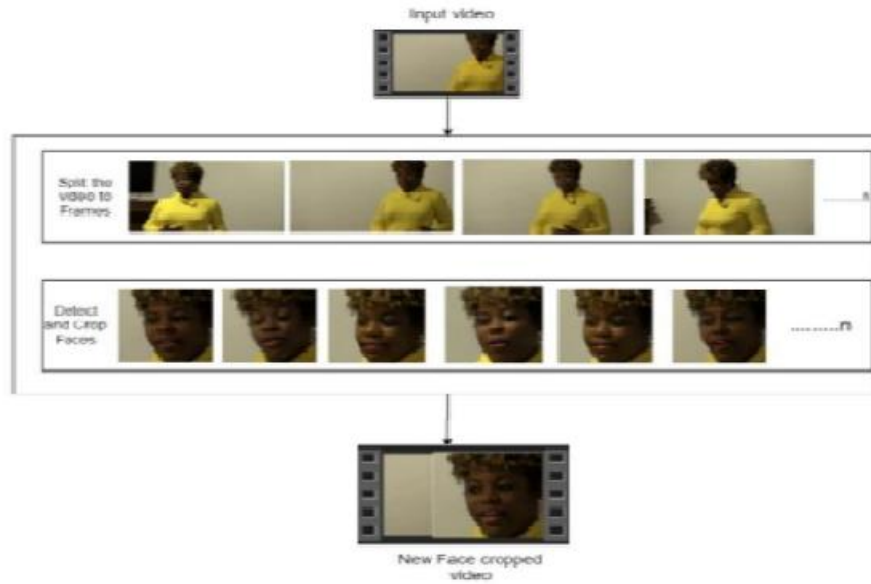 Input video
Split the
video to
Frames
..........n
Detect
and Crop
Faces
..........n
New Face cropped
video